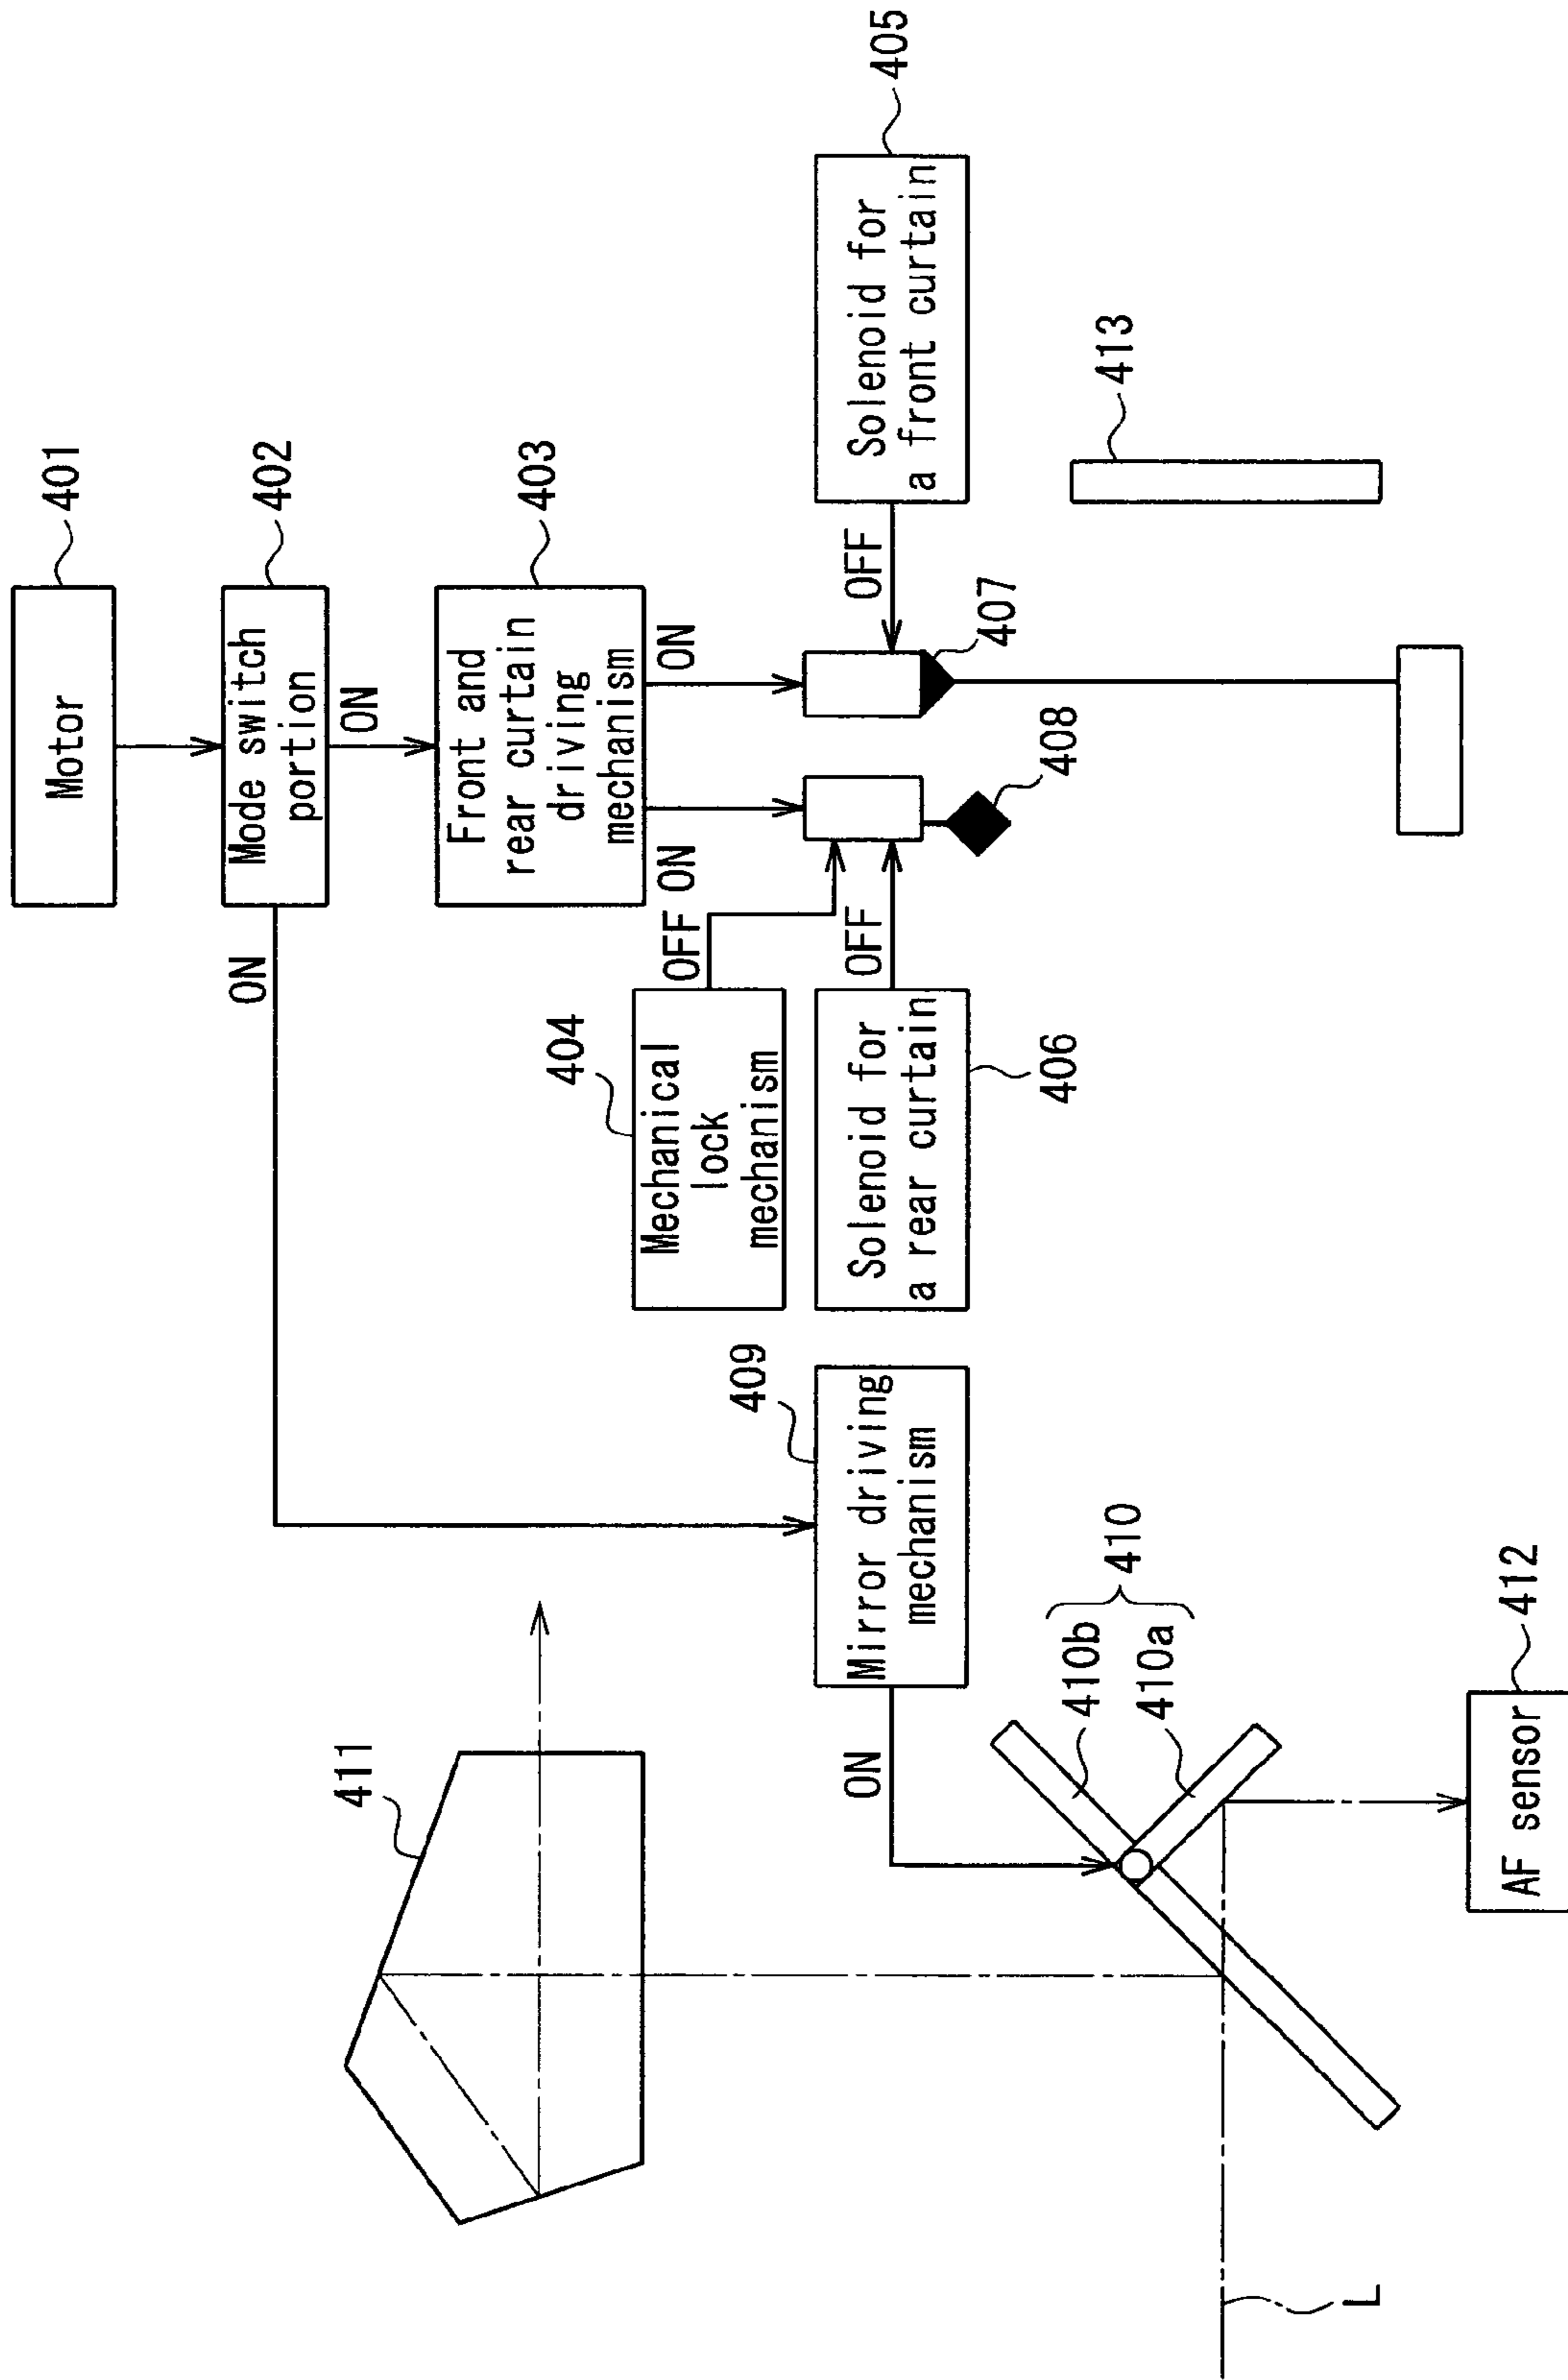 401
Motor
402
Mode switch
portion
ON
ON
403
Front and
rear curtain
driving
mechanism
ON
ON
404
Mechanical
lock
mechanism
OFF
405
Solenoid for
a front curtain
OFF
406
Solenoid for
a rear curtain
OFF
407
408
413
409
Mirror driving
mechanism
ON
411
410
410b
410a
412
AF sensor
L